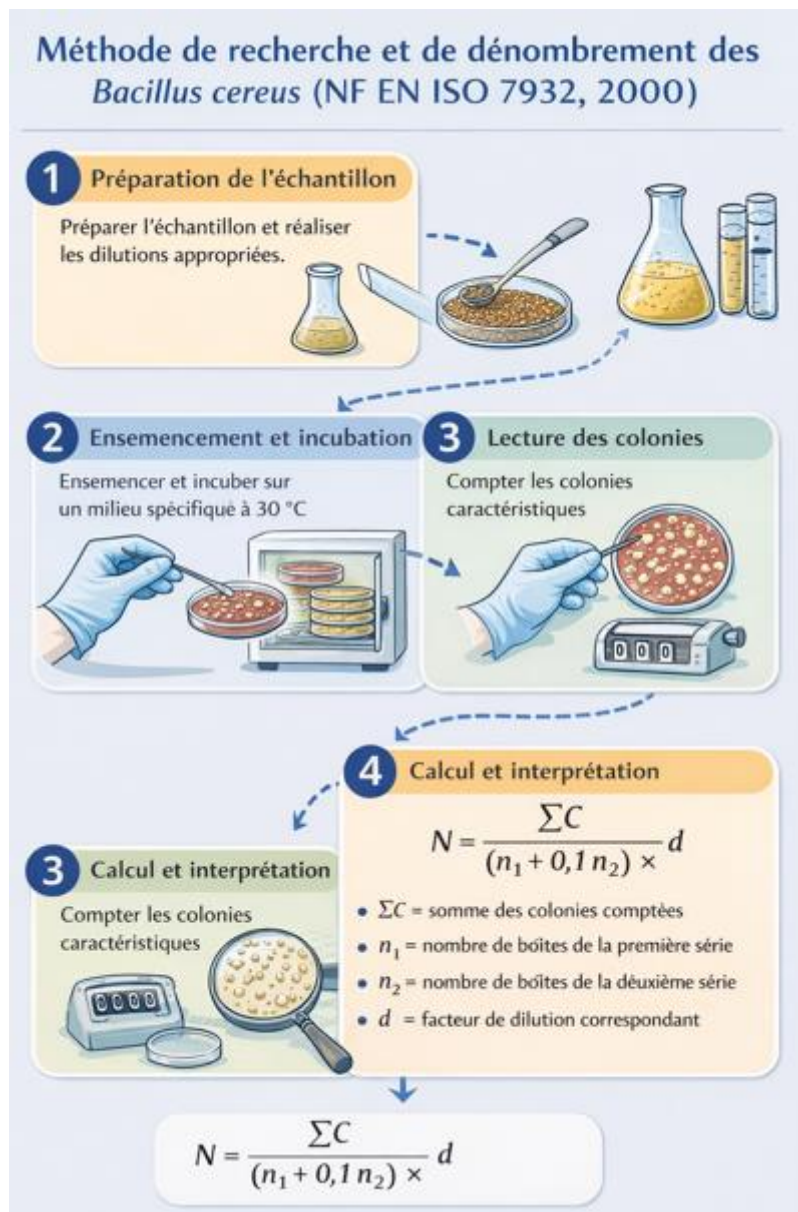 Méthode de recherche et de dénombrement des
Bacillus cereus (NF EN ISO 7932, 2000)
1 Préparation de l'échantillon
Préparer l'échantillon et réaliser
les dilutions appropriées.
2 Ensemencement et incubation
Ensemencer et incuber sur
un milieu spécifiqué à 30 °C
3 Lecture des colonies
Compter les colonies
caractéristiques
000
4 Calcul et interprétation
N = ΣC / (n₁ + 0,1 n₂) × d
• ΣC = somme des colonies comptées
• n₁ = nombre de boîtes de la première série
• n₂ = nombre de boîtes de la déuxième série
• d = facteur de dilution correspondant
3 Calcul et interprétation
Compter les colonies
caractéristiques
0000
N = ΣC / (n₁ + 0,1 n₂) × d